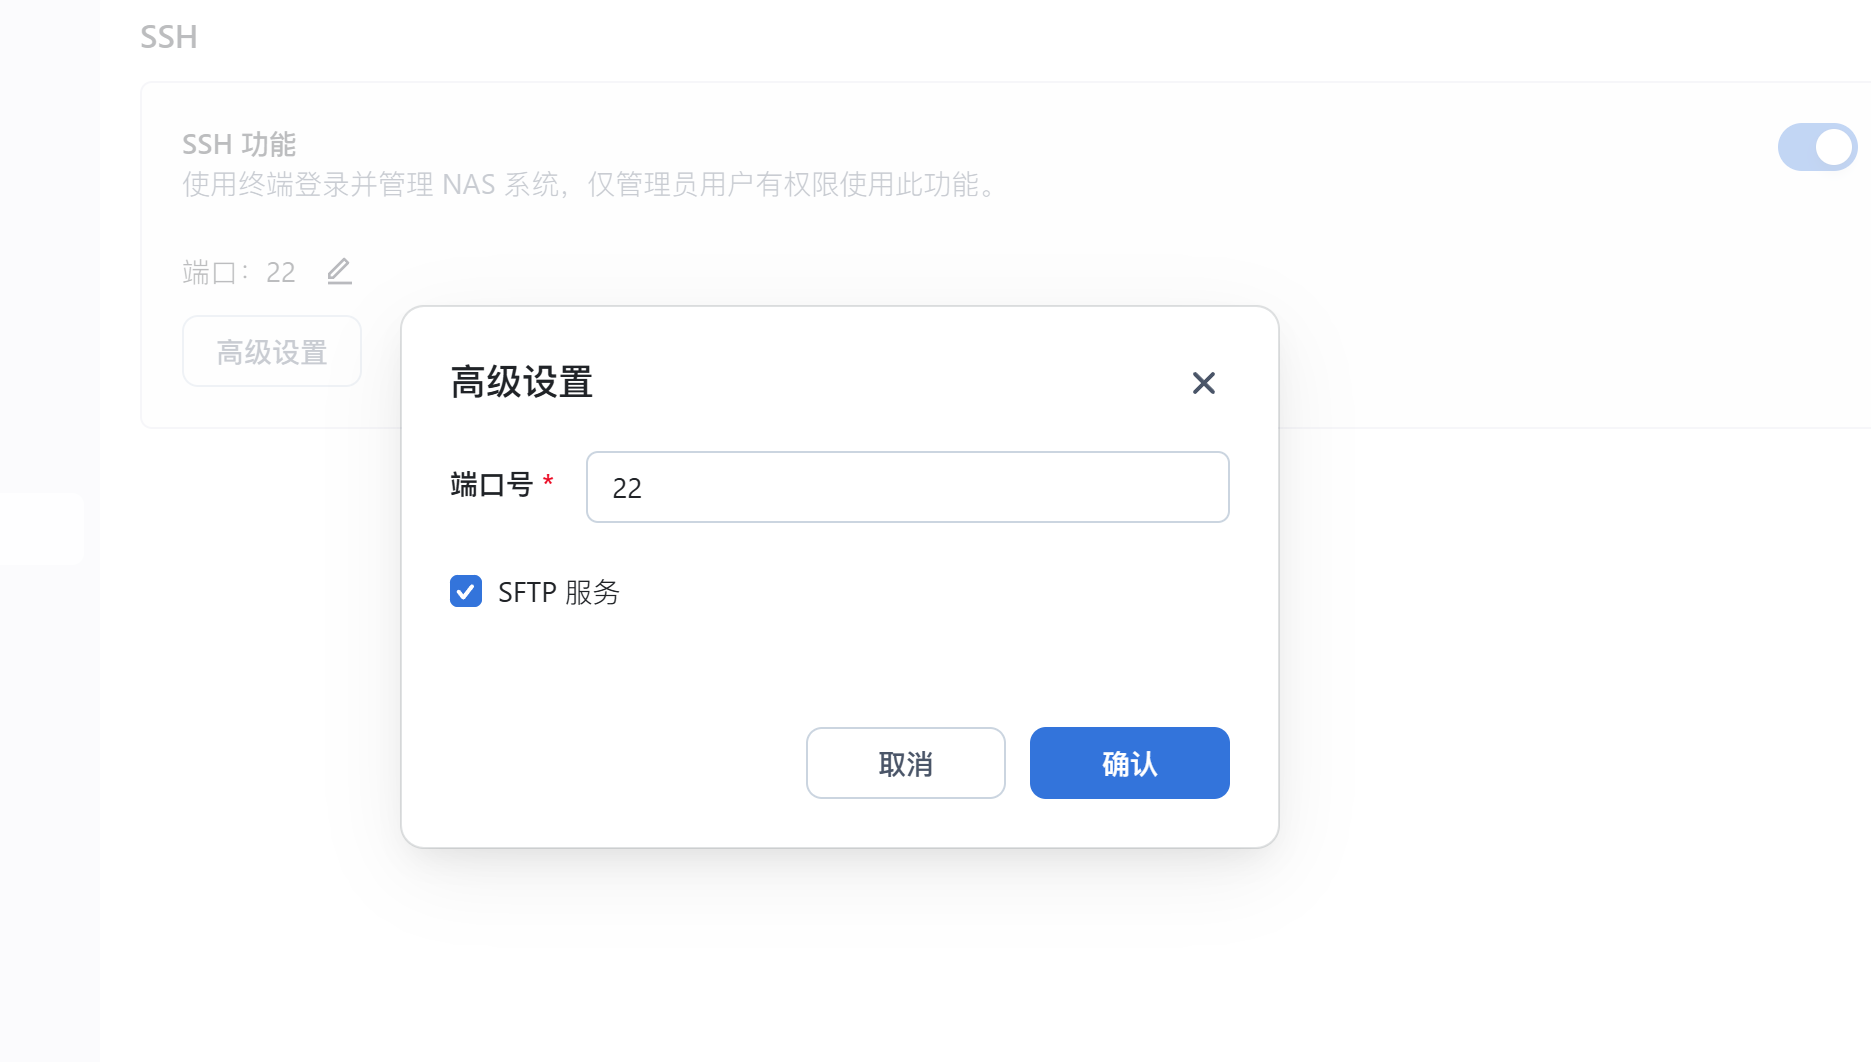 SSH
SSH 功能
使用终端登录并管理 NAS 系统，仅管理员用户有权限使用此功能。
端口：22
高级设置
高级设置
端口号 *
22
SFTP 服务
取消
确认